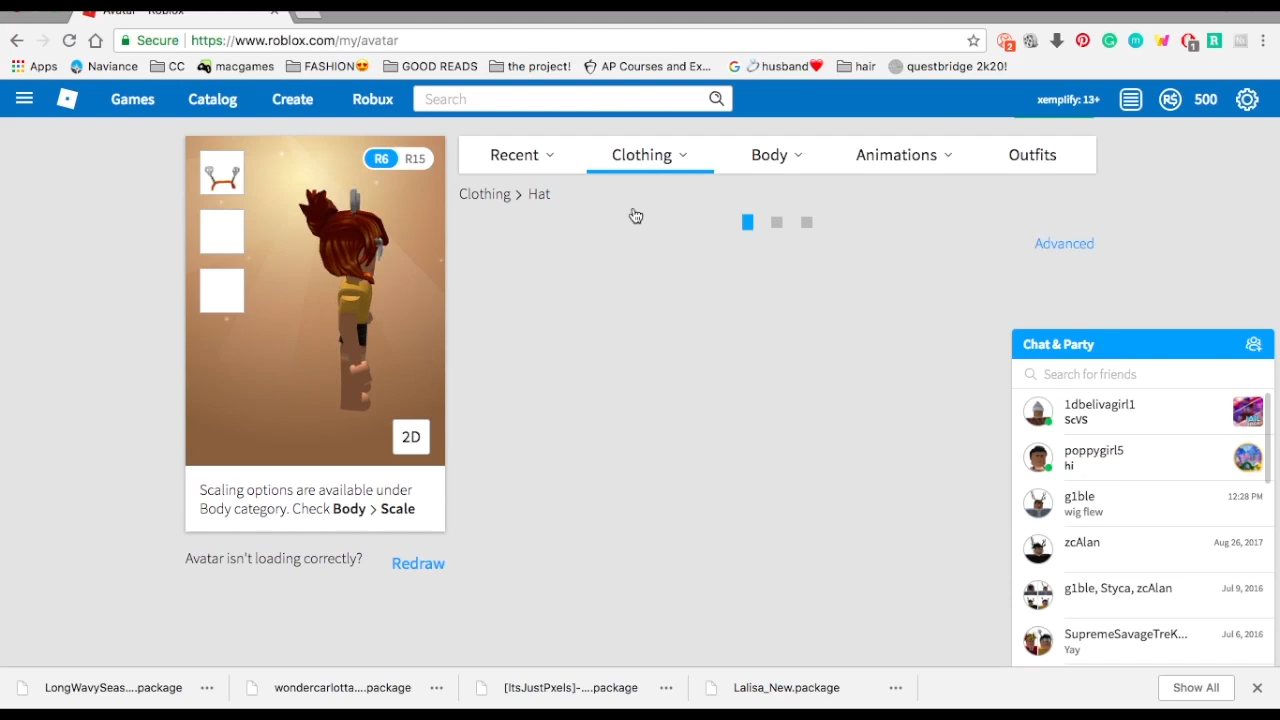 Avatar - Roblox
Secure https://www.roblox.com/my/avatar
Apps Naviance CC macgames FASHION😍 GOOD READS the project! AP Courses and Ex... husband❤️ hair questbridge 2k20!
Games Catalog Create Robux Search xemplify: 13+ R$ 500
R6 R15
Recent Clothing Body Animations Outfits
Clothing > Hat
Advanced
2D
Scaling options are available under
Body category. Check Body > Scale
Avatar isn't loading correctly? Redraw
Chat & Party
Search for friends
1dbelivagirl1
ScVS
poppygirl5
hi
g1ble 12:28 PM
wig flew
zcAlan Aug 26, 2017
g1ble, Styca, zcAlan Jul 9, 2016
SupremeSavageTreK... Jul 6, 2016
Yay
LongWavySeas....package wondercarlotta....package [ItsJustPxels]-....package Lalisa_New.package Show All